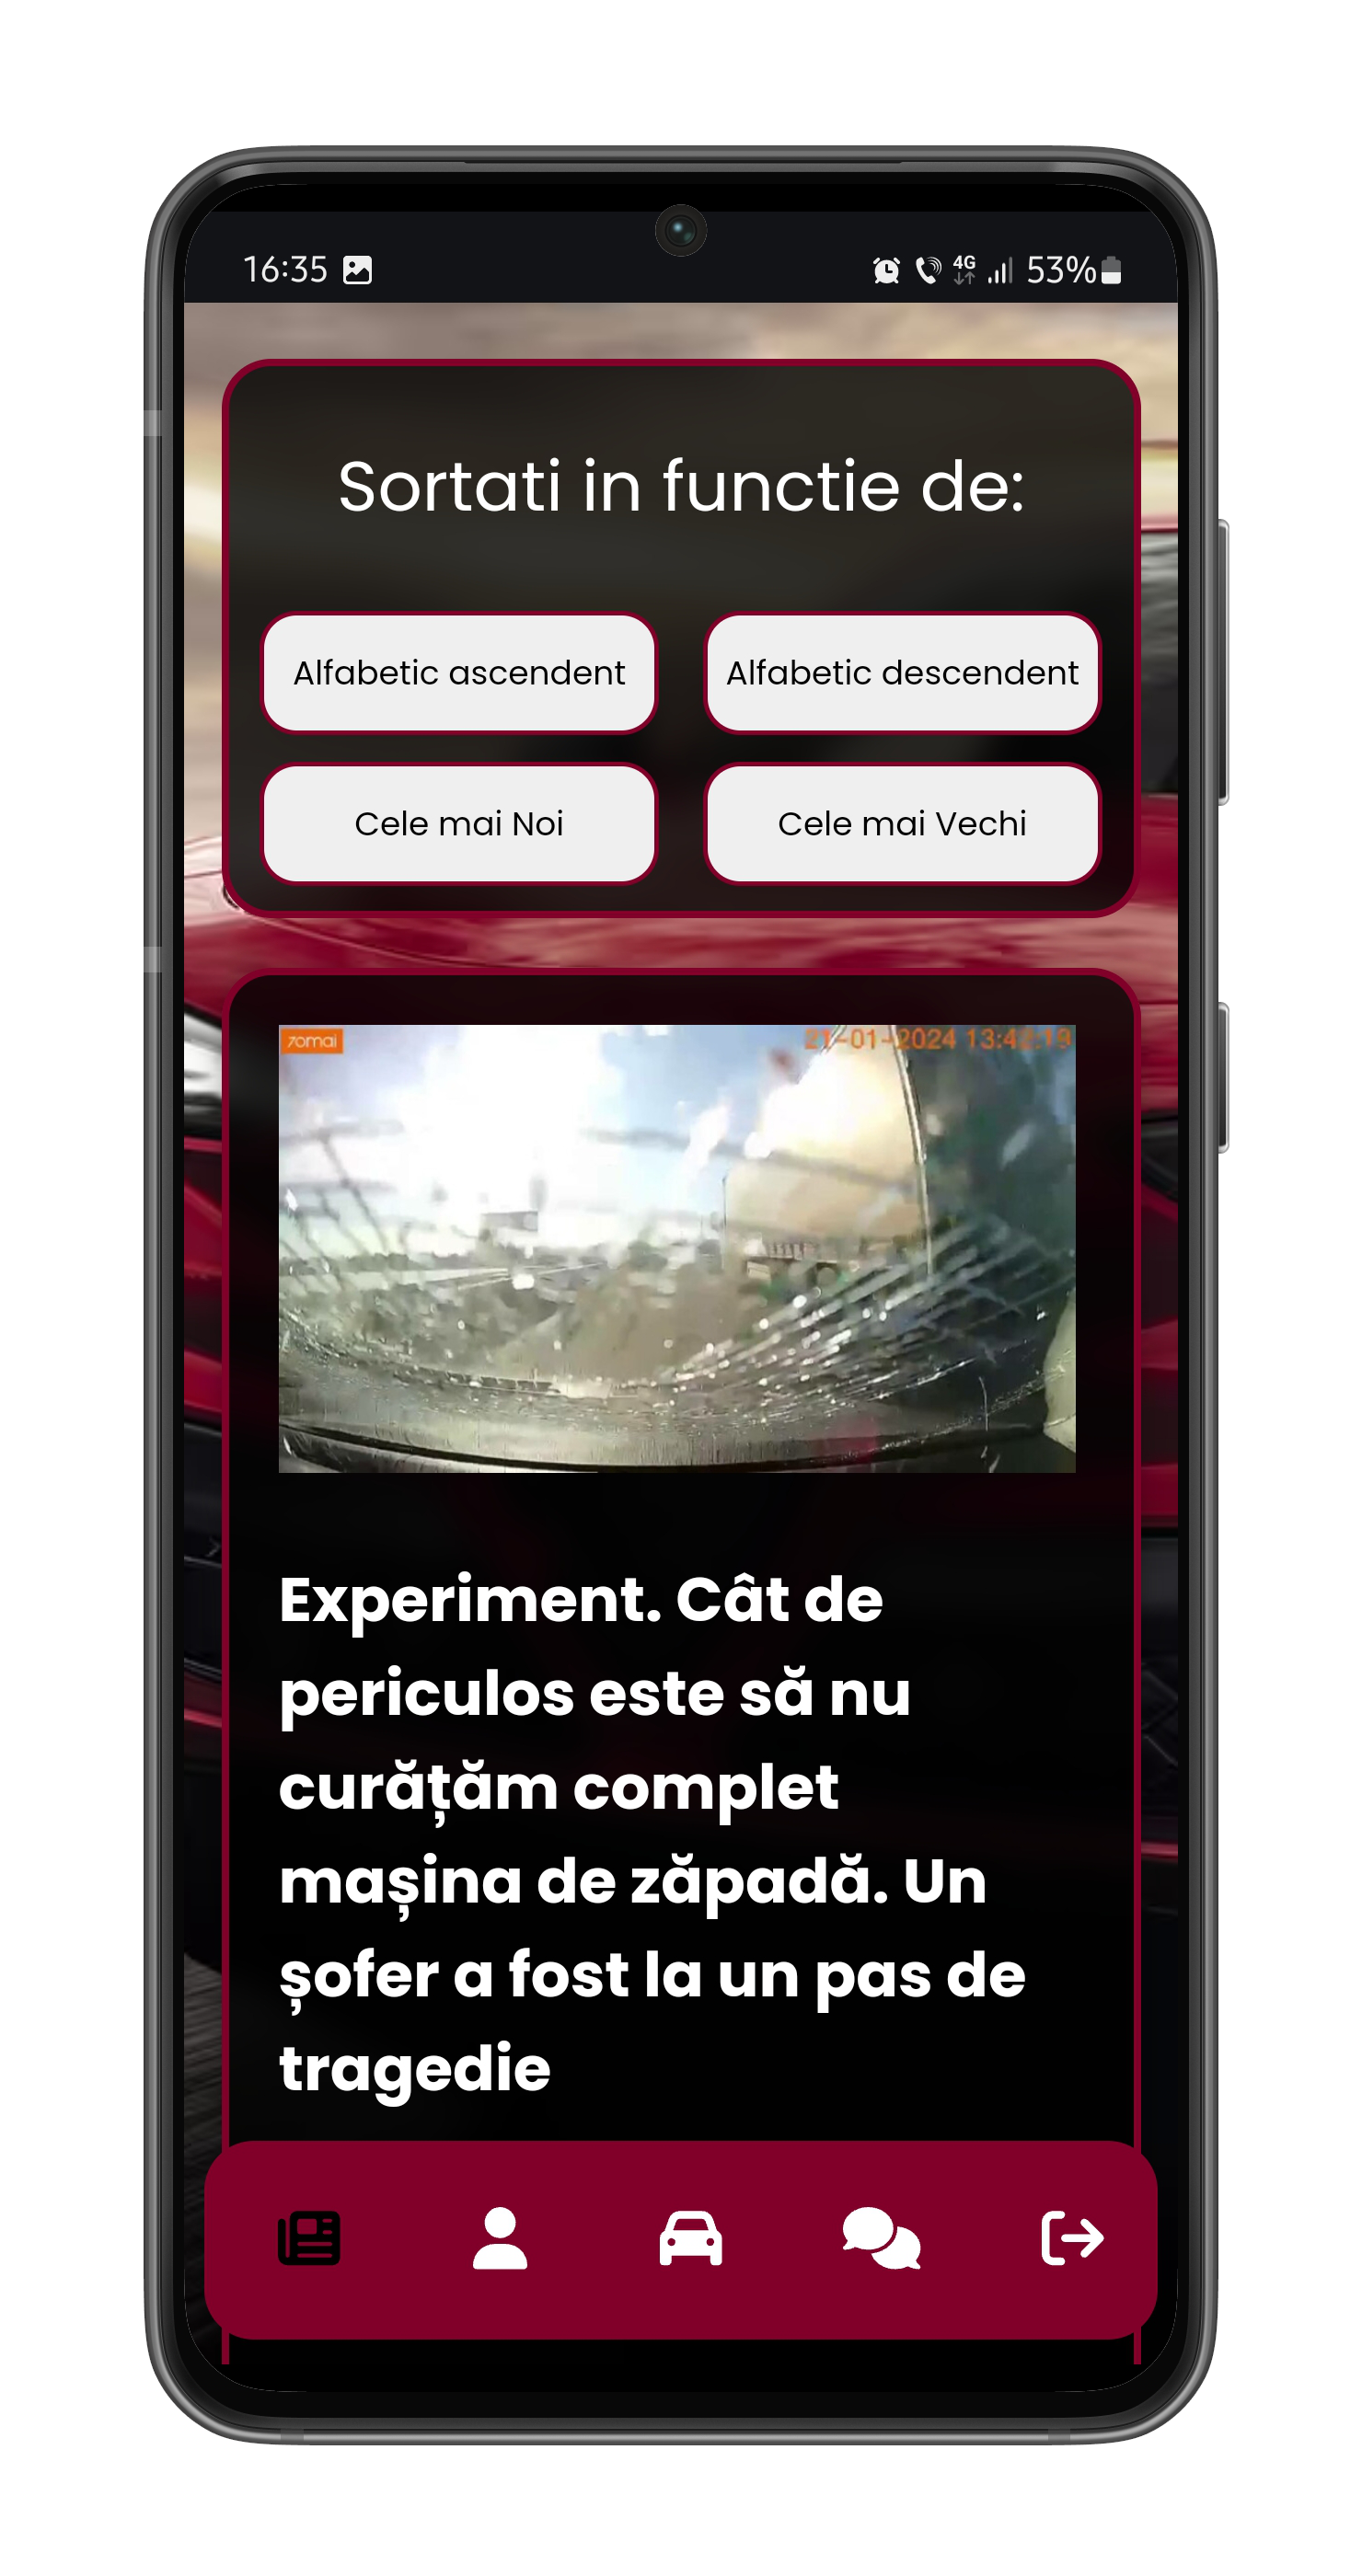 16:35 4G 53%
Sortati in functie de:
Alfabetic ascendent Alfabetic descendent
Cele mai Noi Cele mai Vechi
70mai 21-01-2024 13:42:19
Experiment. Cât de
periculos este să nu
curățăm complet
mașina de zăpadă. Un
șofer a fost la un pas de
tragedie